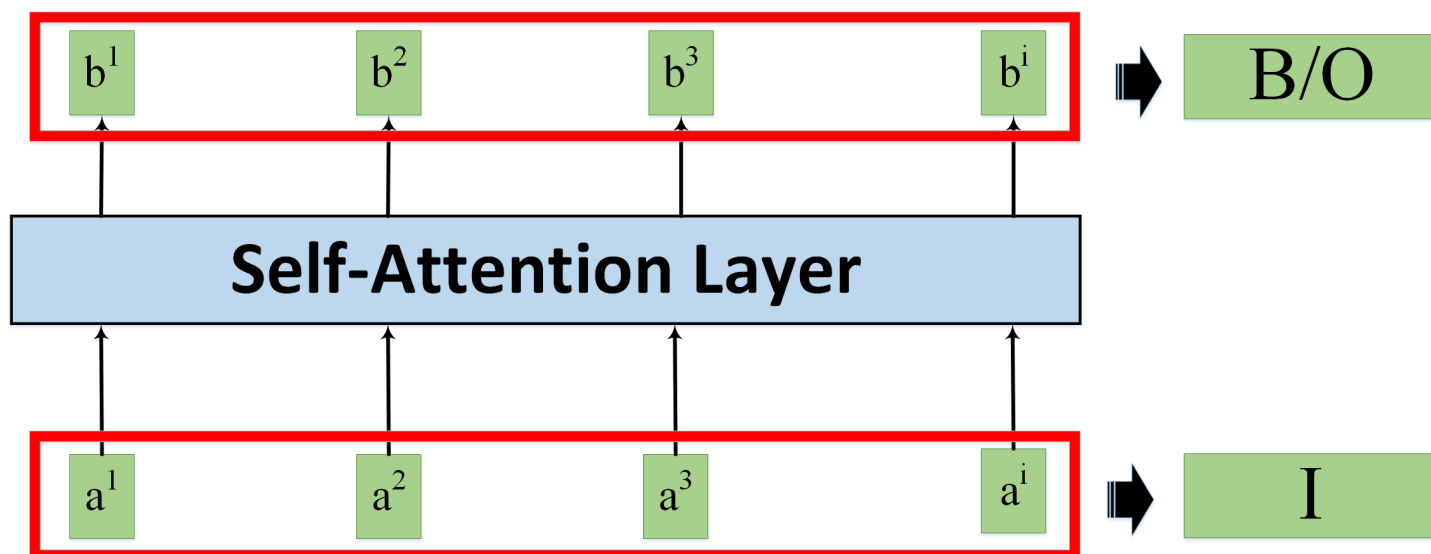 b¹ b² b³ bⁱ B/O
Self-Attention Layer
a¹ a² a³ aⁱ I